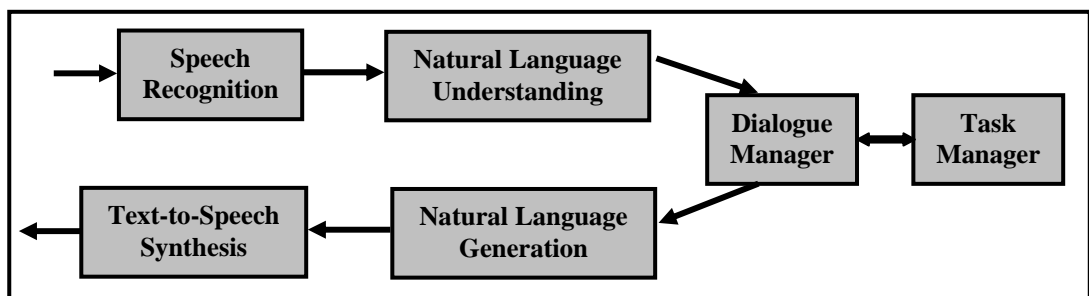 Speech
Recognition
Natural Language
Understanding
Dialogue
Manager
Task
Manager
Text-to-Speech
Synthesis
Natural Language
Generation